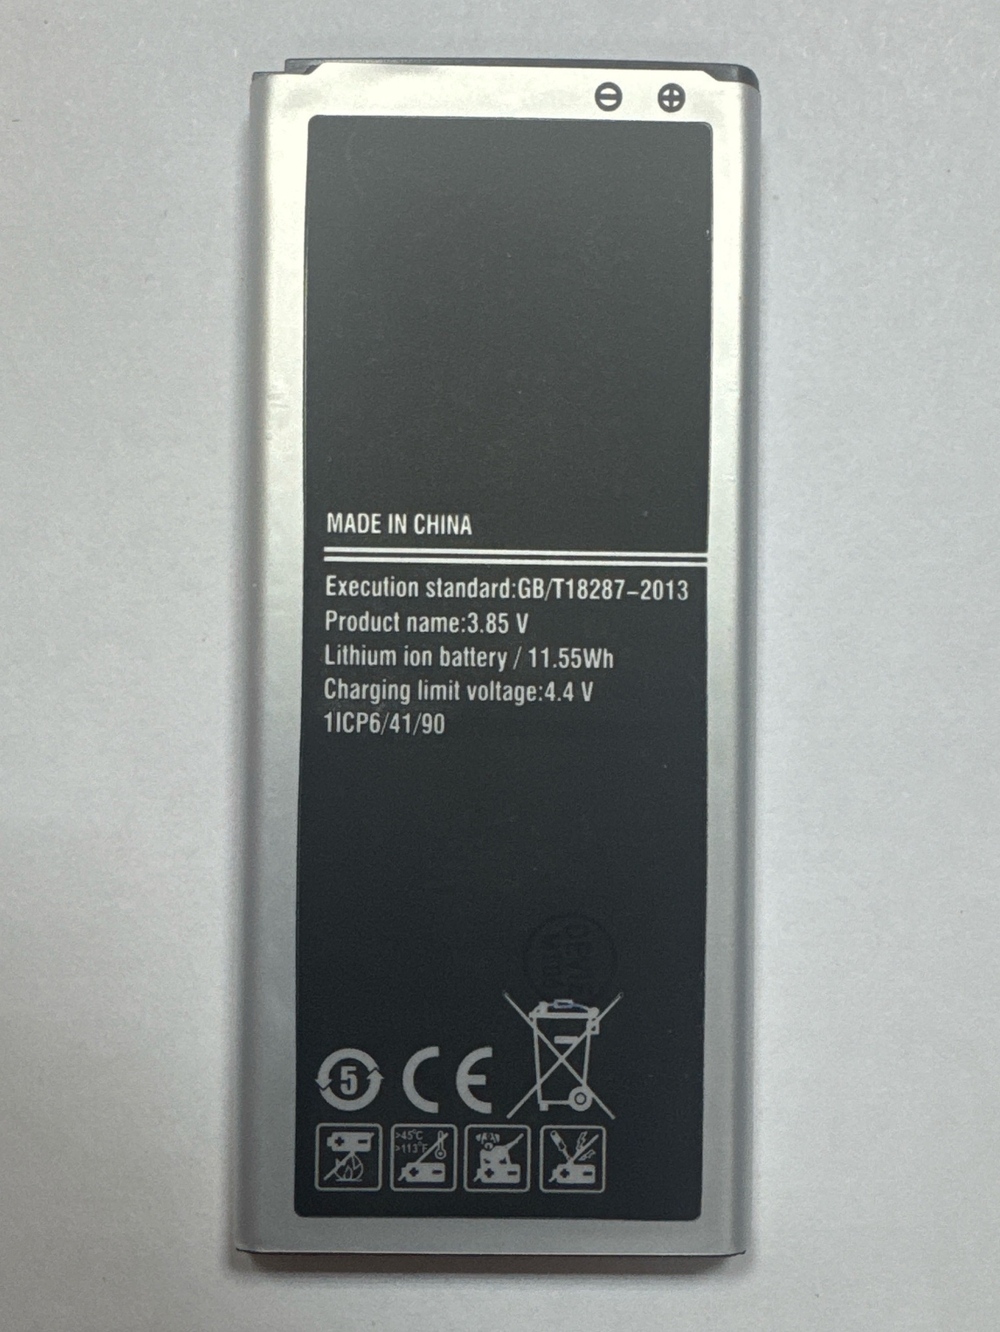 MADE IN CHINA
Execution standard:GB/T18287-2013
Product name:3.85 V
Lithium ion battery / 11.55Wh
Charging limit voltage:4.4 V
1ICP6/41/90
5 CE
>45°C
>113°F